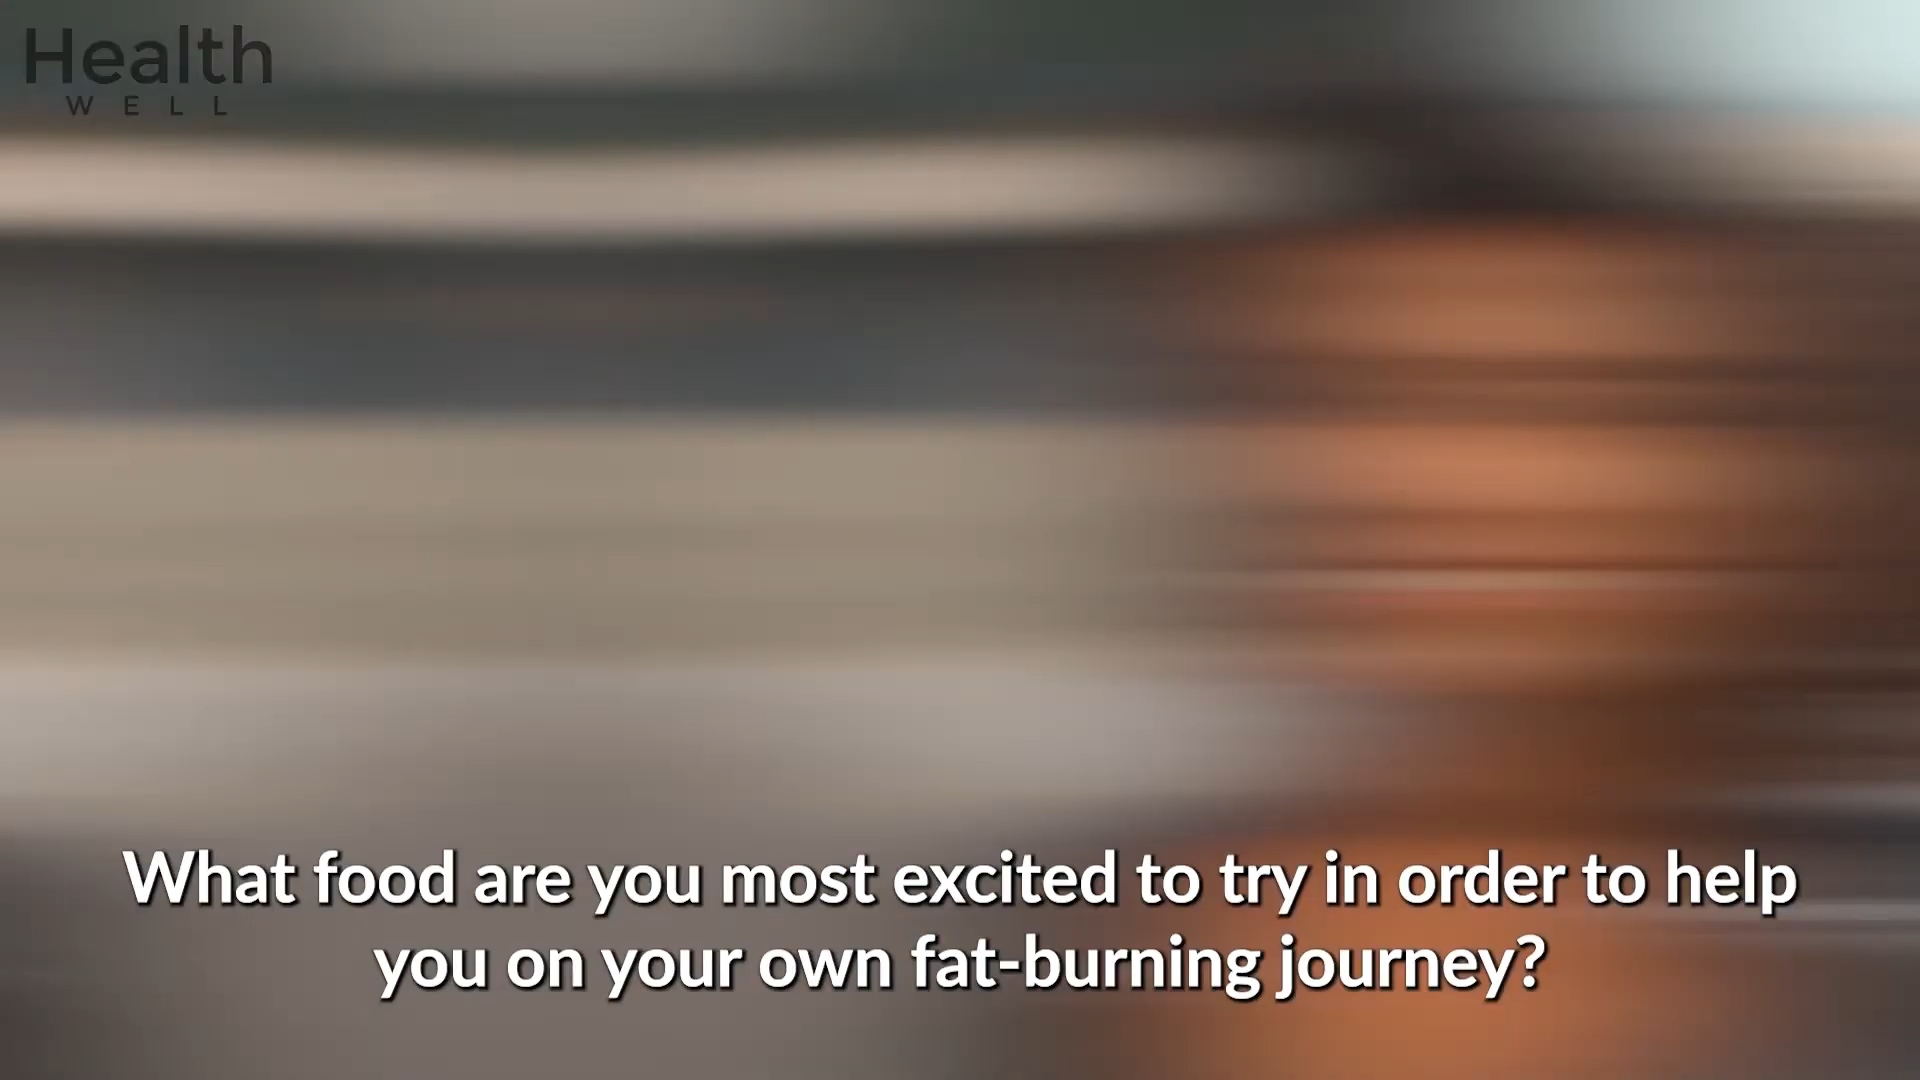 Health
WELL
What food are you most excited to try in order to help
you on your own fat-burning journey?